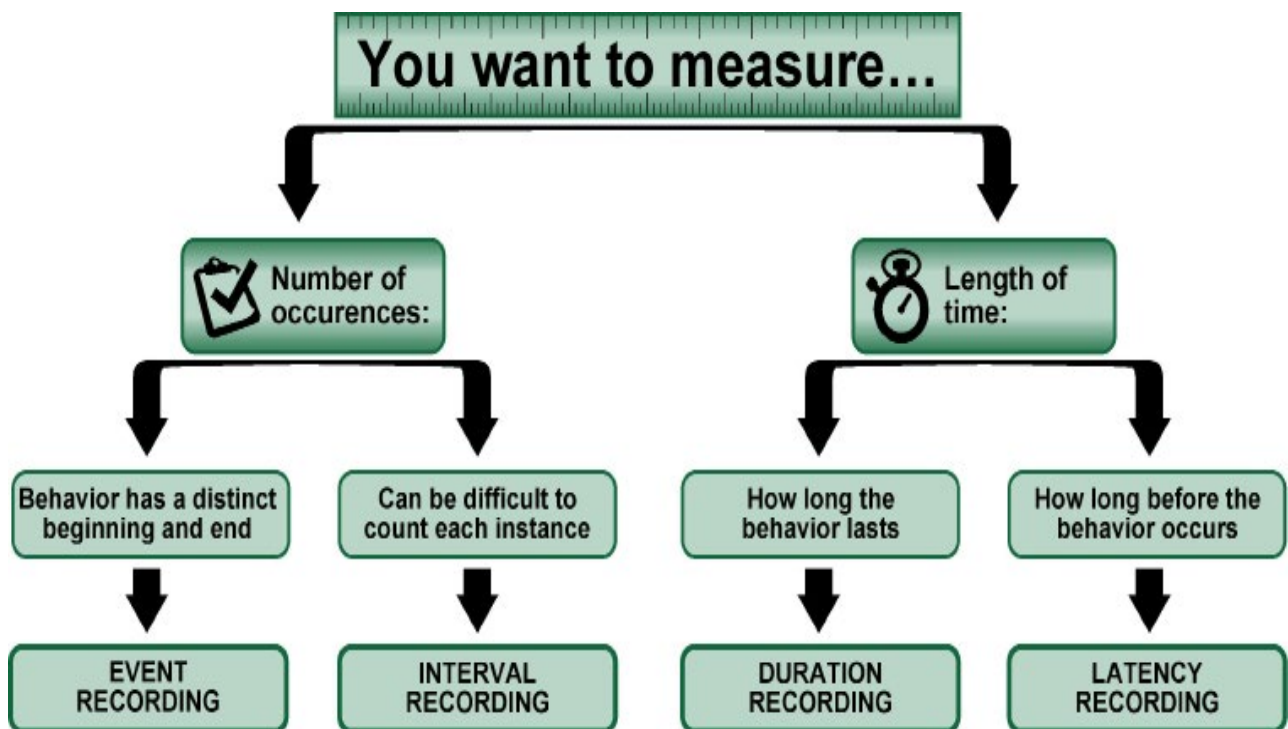 You want to measure...
Number of
occurences:
Length of
time:
Behavior has a distinct
beginning and end
Can be difficult to
count each instance
How long the
behavior lasts
How long before the
behavior occurs
EVENT
RECORDING
INTERVAL
RECORDING
DURATION
RECORDING
LATENCY
RECORDING